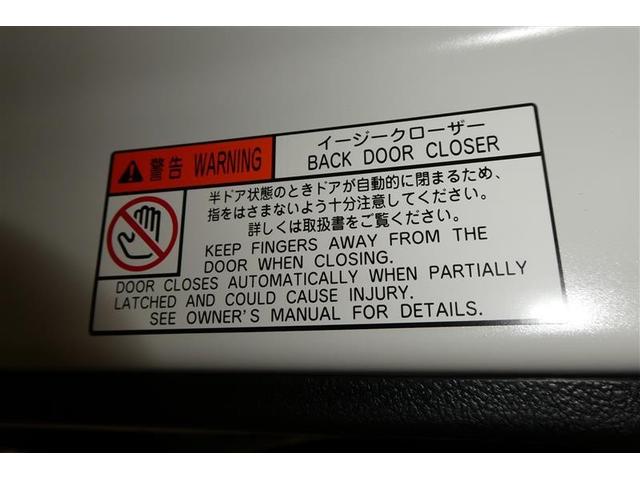 警告 WARNING
イージークローザー
BACK DOOR CLOSER
半ドア状態のときドアが自動的に閉まるため、
指をはさまないよう十分注意してください。
詳しくは取扱書をご覧ください。
KEEP FINGERS AWAY FROM THE
DOOR WHEN CLOSING.
DOOR CLOSES AUTOMATICALLY WHEN PARTIALLY
LATCHED AND COULD CAUSE INJURY.
SEE OWNER'S MANUAL FOR DETAILS.